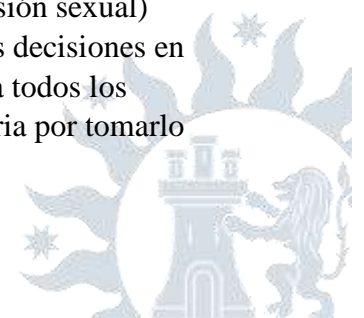 sión sexual)
s decisiones en
a todos los
ria por tomarlo